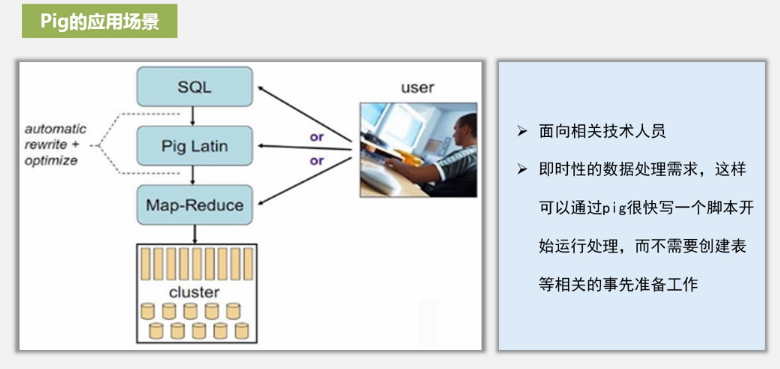 Pig的应用场景
SQL
user
automatic
rewrite +
optimize
or
Pig Latin
or
Map-Reduce
cluster
➢ 面向相关技术人员
➢ 即时性的数据处理需求，这样
可以通过pig很快写一个脚本开
始运行处理，而不需要创建表
等相关的事先准备工作